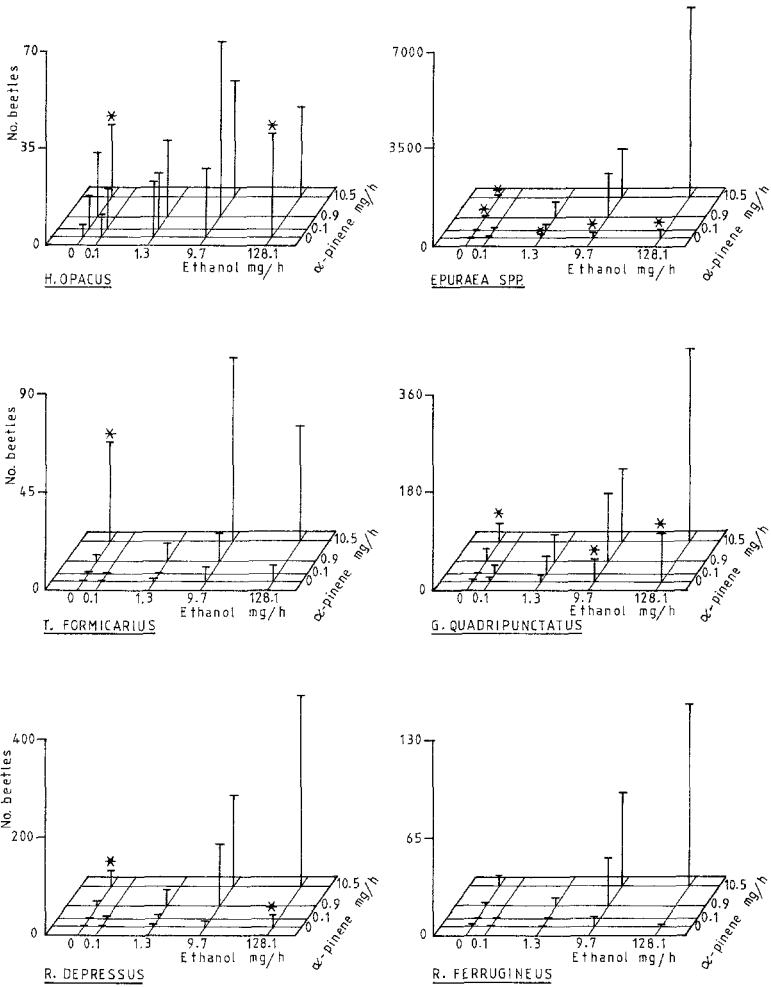 No. beetles
70
35
0
0 0.1 1.3 9.7 128.1
Ethanol mg/h
10.5
0.9
0.1
0
α-pinene mg/h
H.OPACUS
7000
3500
0
0 0.1 1.3 9.7 128.1
Ethanol mg/h
10.5
0.9
0.1
0
α-pinene mg/h
EPURAEA SPP.
No. beetles
90
45
0
0 0.1 1.3 9.7 128.1
Ethanol mg/h
10.5
0.9
0.1
0
α-pinene mg/h
T. FORMICARIUS
360
180
0
0 0.1 1.3 9.7 128.1
Ethanol mg/h
10.5
0.9
0.1
0
α-pinene mg/h
G. QUADRIPUNCTATUS
No. beetles
400
200
0
0 0.1 1.3 9.7 128.1
Ethanol mg/h
10.5
0.9
0.1
0
α-pinene mg/h
R. DEPRESSUS
130
65
0
0 0.1 1.3 9.7 128.1
Ethanol mg/h
10.5
0.9
0.1
0
α-pinene mg/h
R. FERRUGINEUS